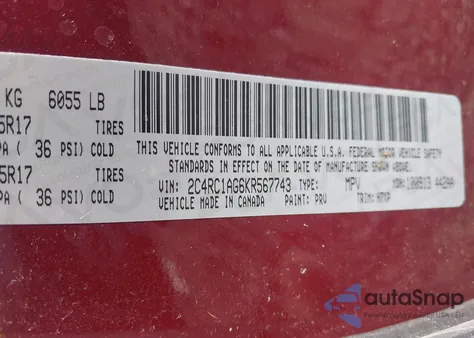 KG 6055 LB
5R17 TIRES
PA ( 36 PSI) COLD
5R17 TIRES
PA ( 36 PSI) COLD
THIS VEHICLE CONFORMS TO ALL APPLICABLE U.S.A. FEDERAL MOTOR VEHICLE SAFETY
STANDARDS IN EFFECT ON THE DATE OF MANUFACTURE SHOWN ABOVE.
VIN: 2C4RC1AG6KR567743 TYPE: MPV MDH:
VEHICLE MADE IN CANADA PAINT: PRV TRIM:
autoSnap